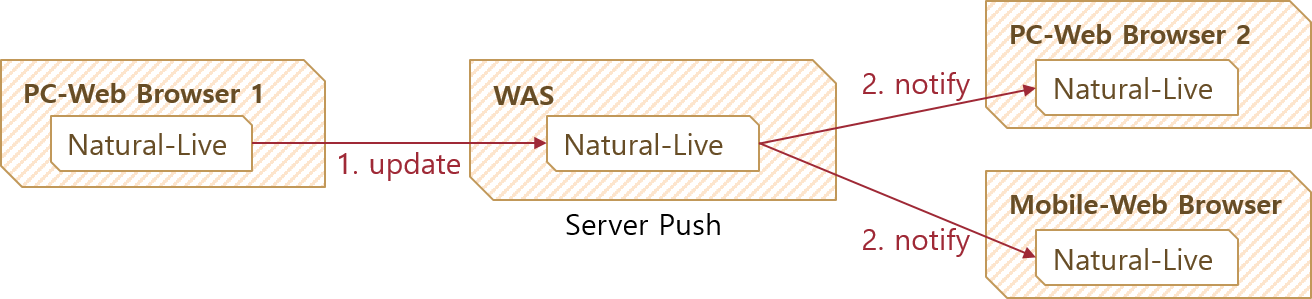 PC-Web Browser 1
Natural-Live
1. update
WAS
Natural-Live
Server Push
2. notify
PC-Web Browser 2
Natural-Live
2. notify
Mobile-Web Browser
Natural-Live